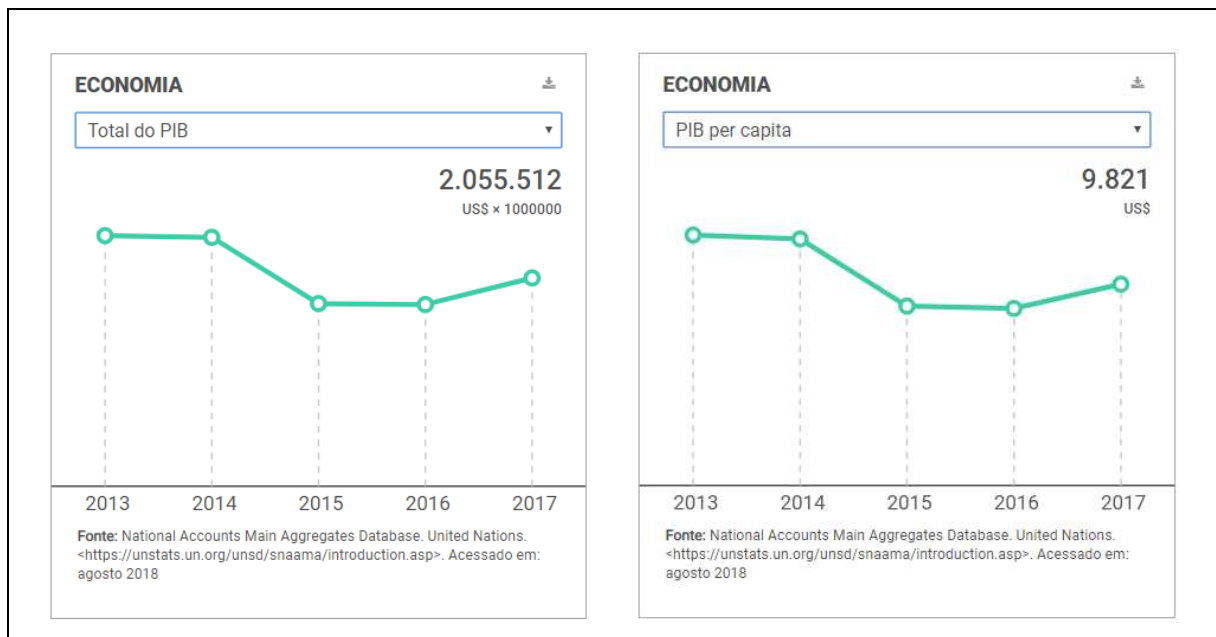 ECONOMIA
Total do PIB
2.055.512
US$ × 1000000
2013 2014 2015 2016 2017
Fonte: National Accounts Main Aggregates Database. United Nations.
<https://unstats.un.org/unsd/snaama/introduction.asp>. Acessado em:
agosto 2018
ECONOMIA
PIB per capita
9.821
US$
2013 2014 2015 2016 2017
Fonte: National Accounts Main Aggregates Database. United Nations.
<https://unstats.un.org/unsd/snaama/introduction.asp>. Acessado em:
agosto 2018